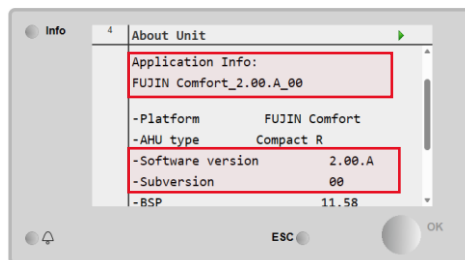 Info
4 About Unit
Application Info:
FUJIN Comfort_2.00.A_00
-Platform FUJIN Comfort
-AHU type Compact R
-Software version 2.00.A
-Subversion 00
-BSP 11.58
ESC
OK